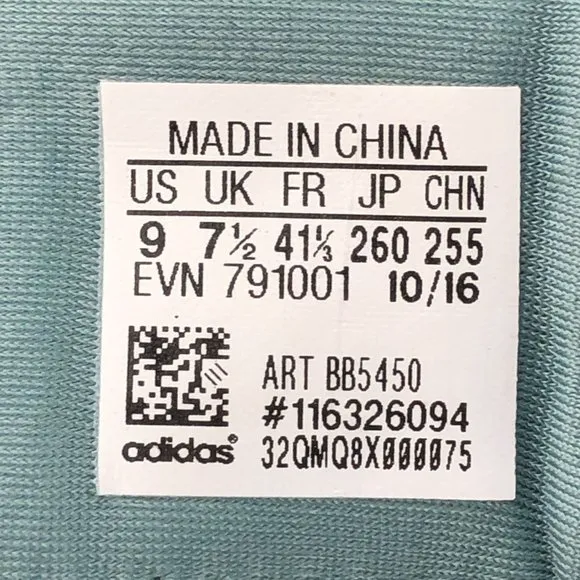 MADE IN CHINA
US UK FR JP CHN
9 7½ 41⅓ 260 255
EVN 791001 10/16
ART BB5450
#116326094
adidas® 32QMQ8X000075